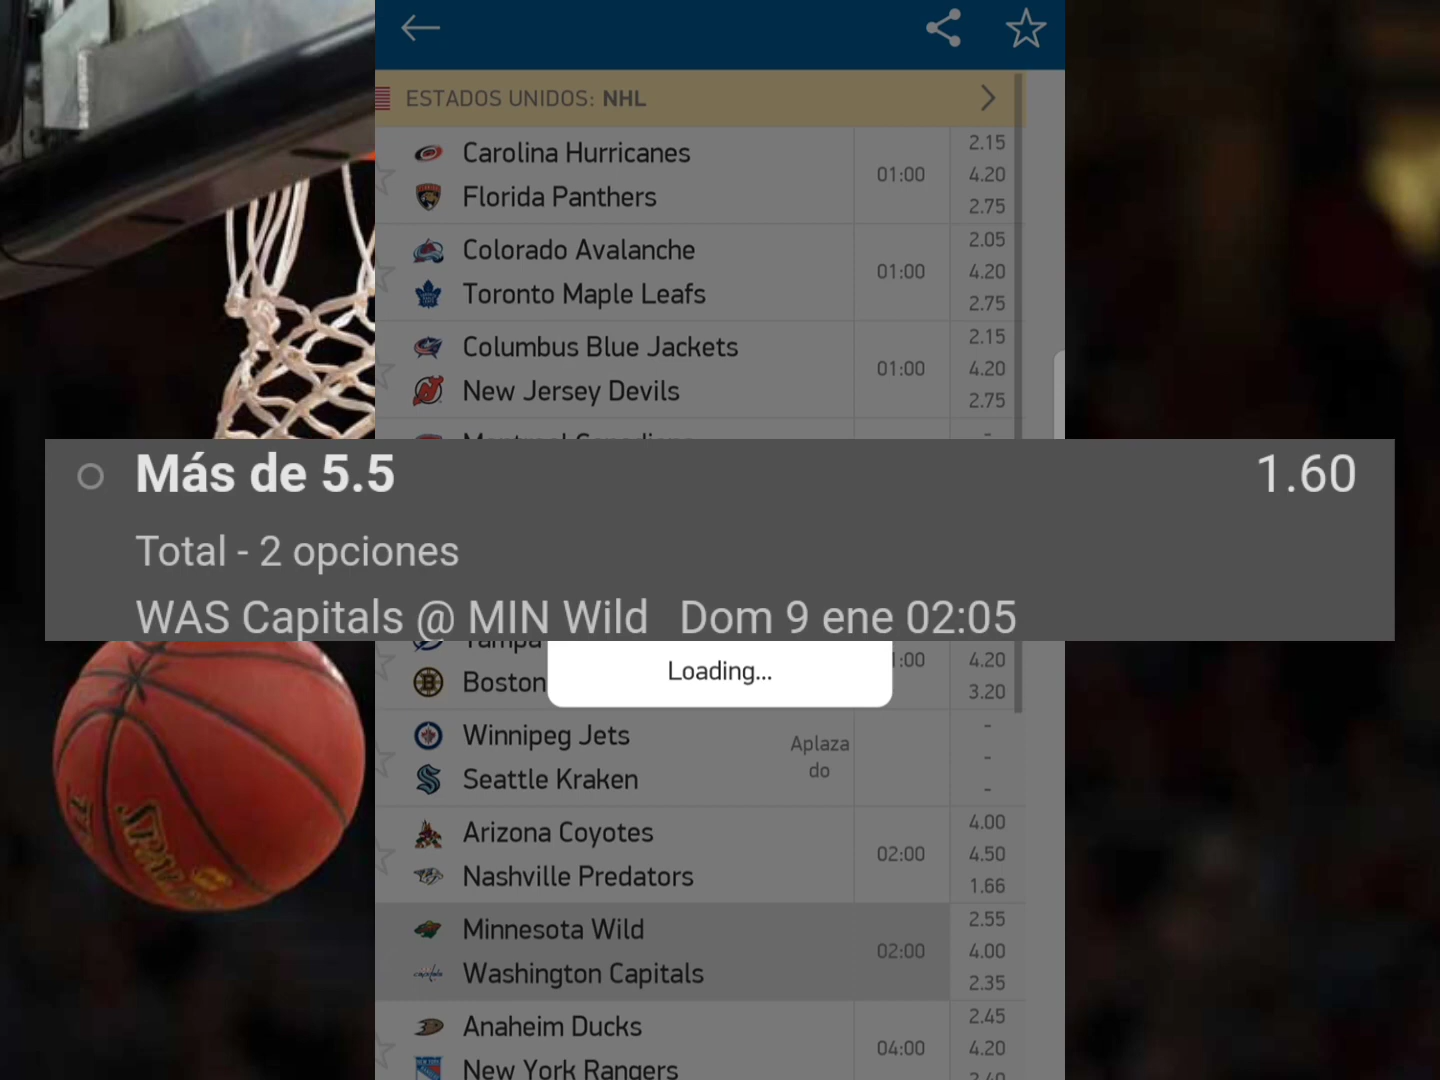 ESTADOS UNIDOS: NHL
Carolina Hurricanes
Florida Panthers
01:00
2.15
4.20
2.75
Colorado Avalanche
Toronto Maple Leafs
01:00
2.05
4.20
2.75
Columbus Blue Jackets
New Jersey Devils
01:00
2.15
4.20
2.75
Más de 5.5 1.60
Total - 2 opciones
WAS Capitals @ MIN Wild Dom 9 ene 02:05
Tampa
Boston
:00
4.20
3.20
Loading...
Winnipeg Jets
Seattle Kraken
Aplaza
do
-
-
-
Arizona Coyotes
Nashville Predators
02:00
4.00
4.50
1.66
Minnesota Wild
Washington Capitals
02:00
2.55
4.00
2.35
Anaheim Ducks
New York Rangers
04:00
2.45
4.20